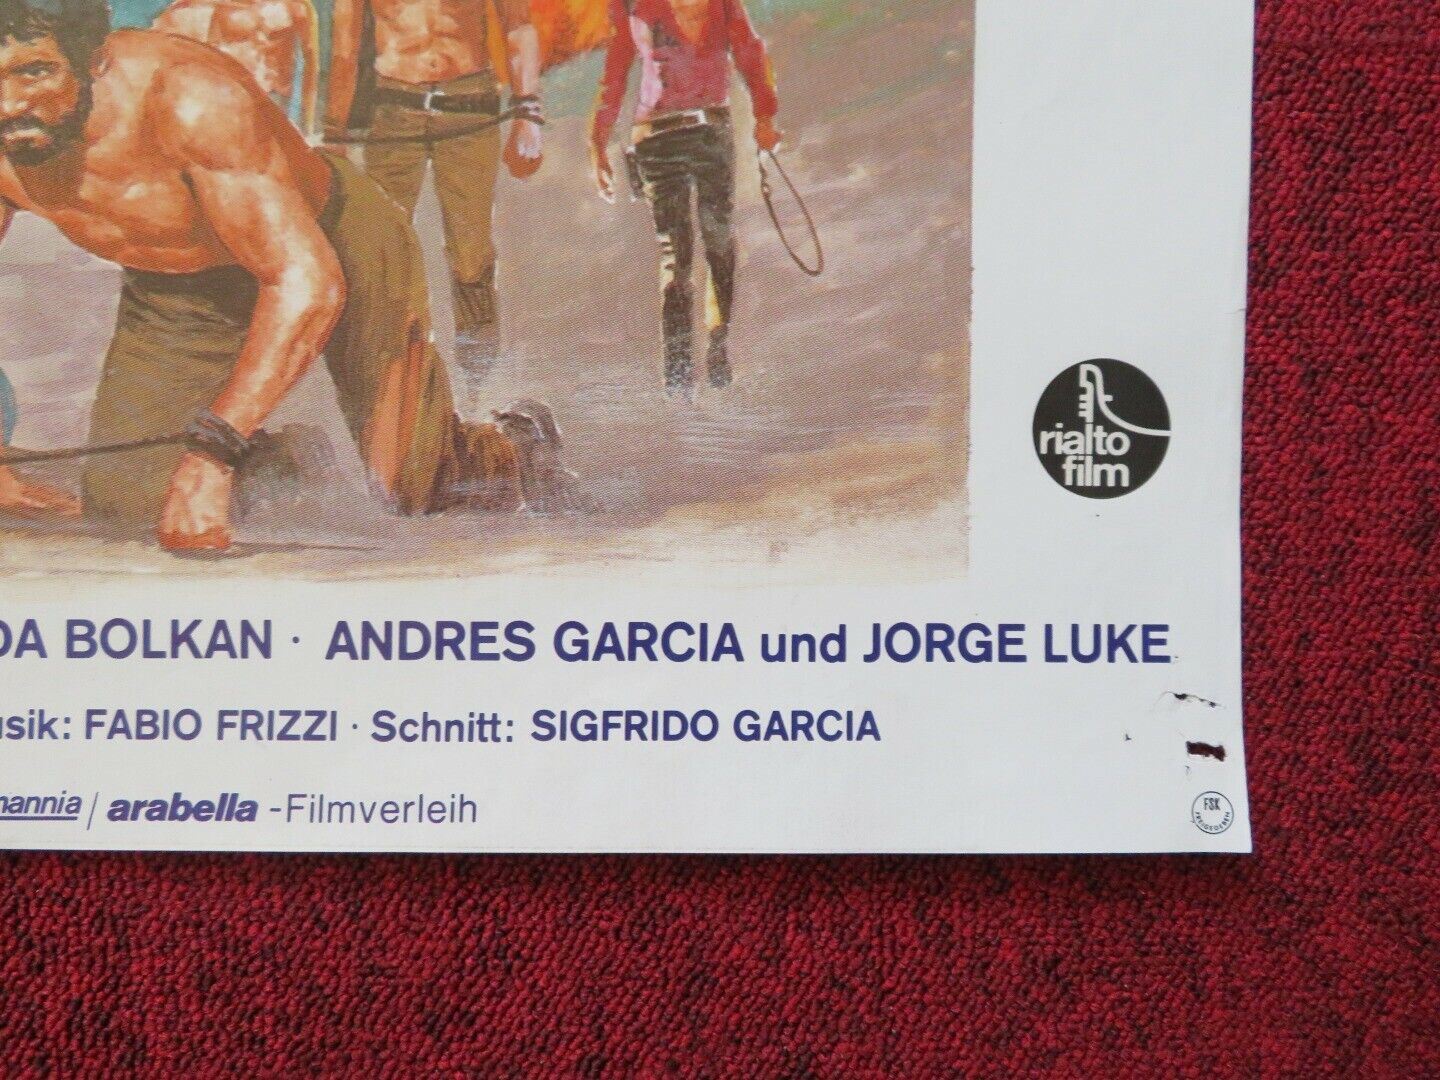 rialto
film
DA BOLKAN · ANDRES GARCIA und JORGE LUKE
usik: FABIO FRIZZI · Schnitt: SIGFRIDO GARCIA
mannia / arabella -Filmverleih
FSK
FREIGEGEBEN